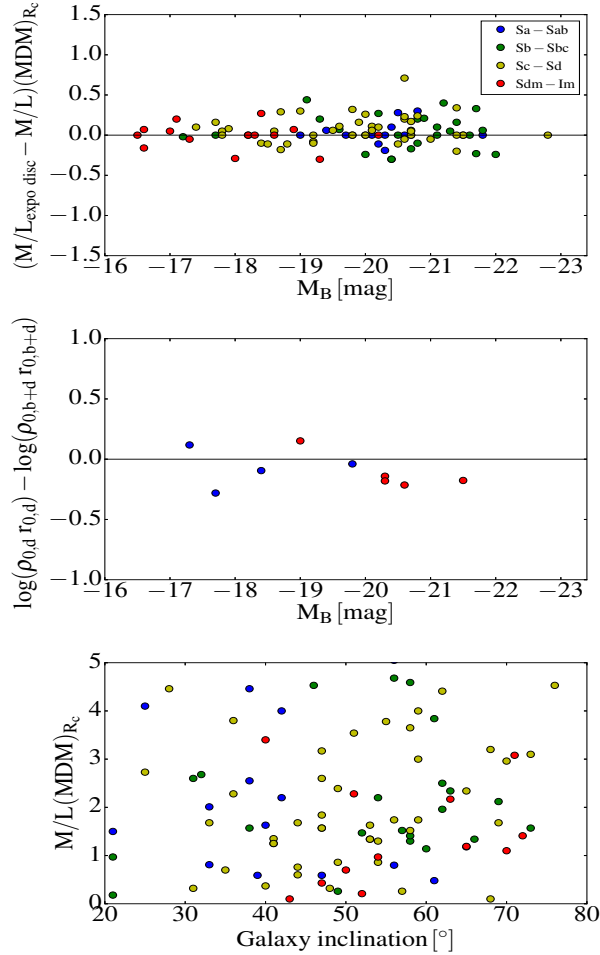 (M/L_expo disc − M/L)(MDM)_Rc
1.5
1.0
0.5
0.0
−0.5
−1.0
−1.5
Sa − Sab
Sb − Sbc
Sc − Sd
Sdm − Im
−16 −17 −18 −19 −20 −21 −22 −23
M_B [mag]
log(ρ_0,d r_0,d) − log(ρ_0,b+d r_0,b+d)
1.0
0.5
0.0
−0.5
−1.0
−16 −17 −18 −19 −20 −21 −22 −23
M_B [mag]
M/L(MDM)_Rc
5
4
3
2
1
0
20 30 40 50 60 70 80
Galaxy inclination [°]